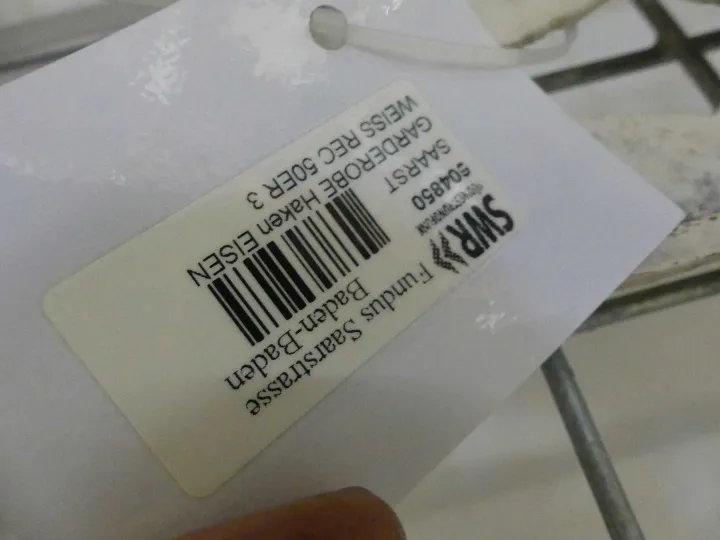 SWR
Fundus Saarstrasse
Baden-Baden
504850
SAARST
GARDEROBE Haken EISEN
WEISS REC 50ER 3